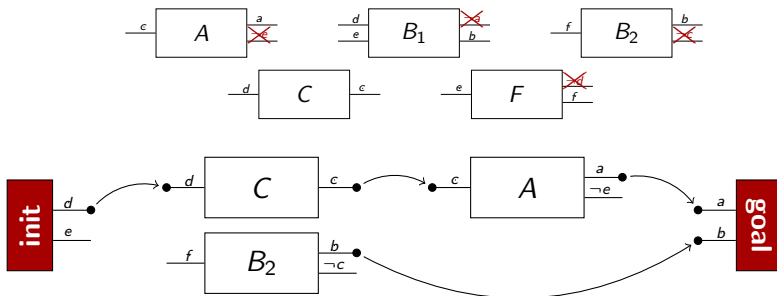 c A a ¬e
d e B1 ¬a b
f B2 b ¬c
d C c
e F ¬d f
init d e
d C c
c A a ¬e
f B2 b ¬c
a b goal